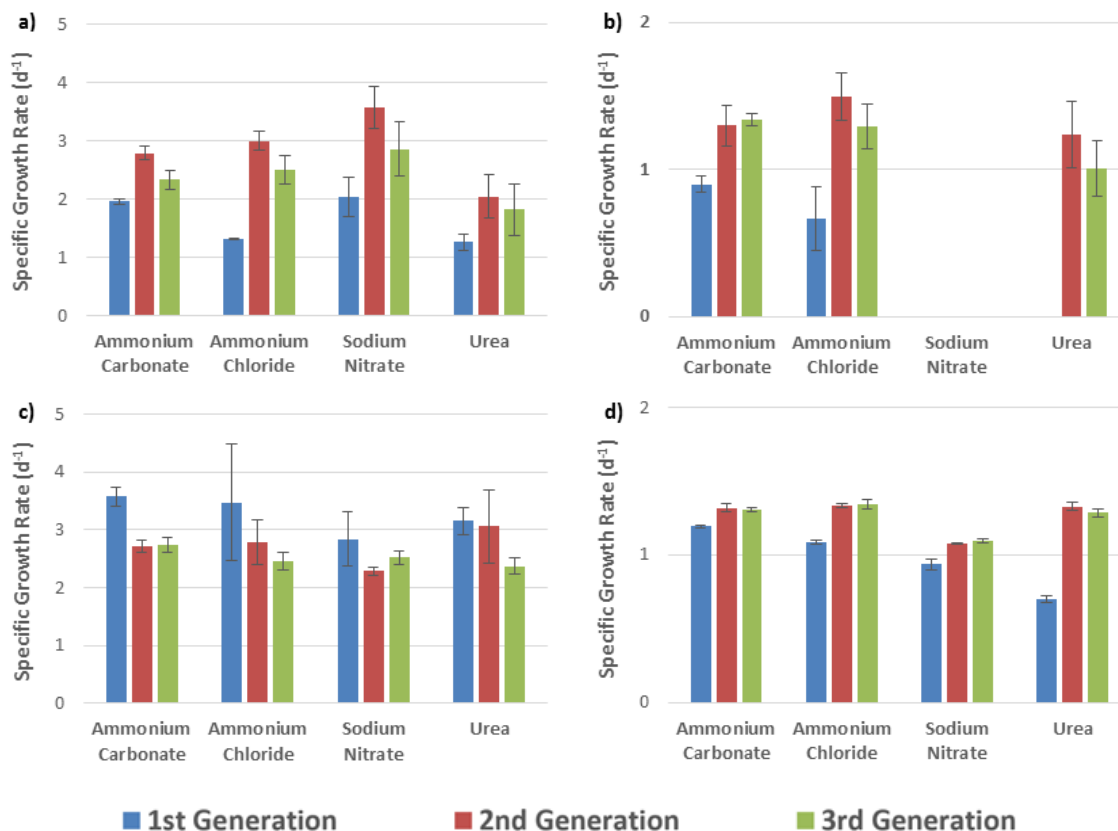 a)
Specific Growth Rate (d-1)
5
4
3
2
1
0
Ammonium Carbonate
Ammonium Chloride
Sodium Nitrate
Urea
b)
Specific Growth Rate (d-1)
2
1
0
Ammonium Carbonate
Ammonium Chloride
Sodium Nitrate
Urea
c)
Specific Growth Rate (d-1)
5
4
3
2
1
0
Ammonium Carbonate
Ammonium Chloride
Sodium Nitrate
Urea
d)
Specific Growth Rate (d-1)
2
1
0
Ammonium Carbonate
Ammonium Chloride
Sodium Nitrate
Urea
1st Generation
2nd Generation
3rd Generation